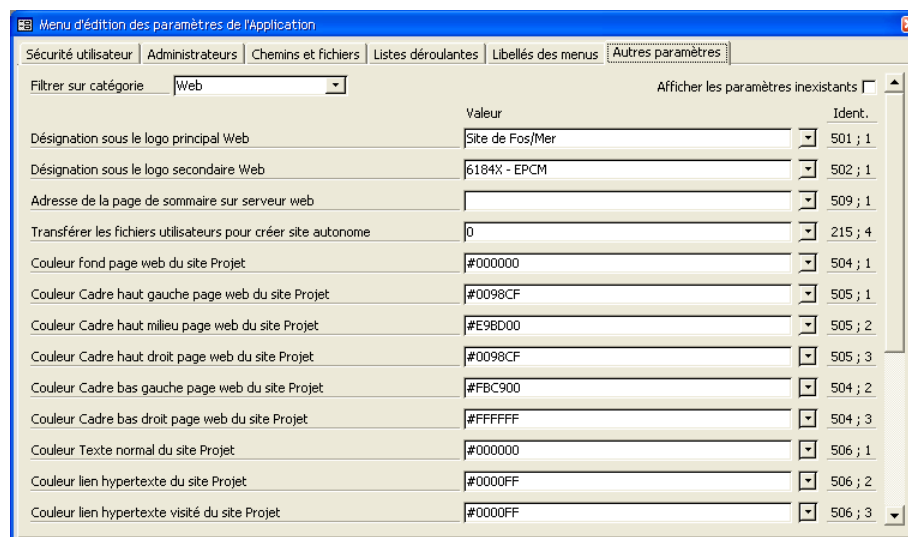 Menu d'édition des paramètres de l'Application
Sécurité utilisateur Administrateurs Chemins et fichiers Listes déroulantes Libellés des menus Autres paramètres
Filtrer sur catégorie Web Afficher les paramètres inexistants
Valeur Ident.
Désignation sous le logo principal Web Site de Fos/Mer 501 ; 1
Désignation sous le logo secondaire Web 6184X - EPCM 502 ; 1
Adresse de la page de sommaire sur serveur web 509 ; 1
Transférer les fichiers utilisateurs pour créer site autonome 0 215 ; 4
Couleur fond page web du site Projet #000000 504 ; 1
Couleur Cadre haut gauche page web du site Projet #0098CF 505 ; 1
Couleur Cadre haut milieu page web du site Projet #E9BD00 505 ; 2
Couleur Cadre haut droit page web du site Projet #0098CF 505 ; 3
Couleur Cadre bas gauche page web du site Projet #FBC900 504 ; 2
Couleur Cadre bas droit page web du site Projet #FFFFFF 504 ; 3
Couleur Texte normal du site Projet #000000 506 ; 1
Couleur lien hypertexte du site Projet #0000FF 506 ; 2
Couleur lien hypertexte visité du site Projet #0000FF 506 ; 3